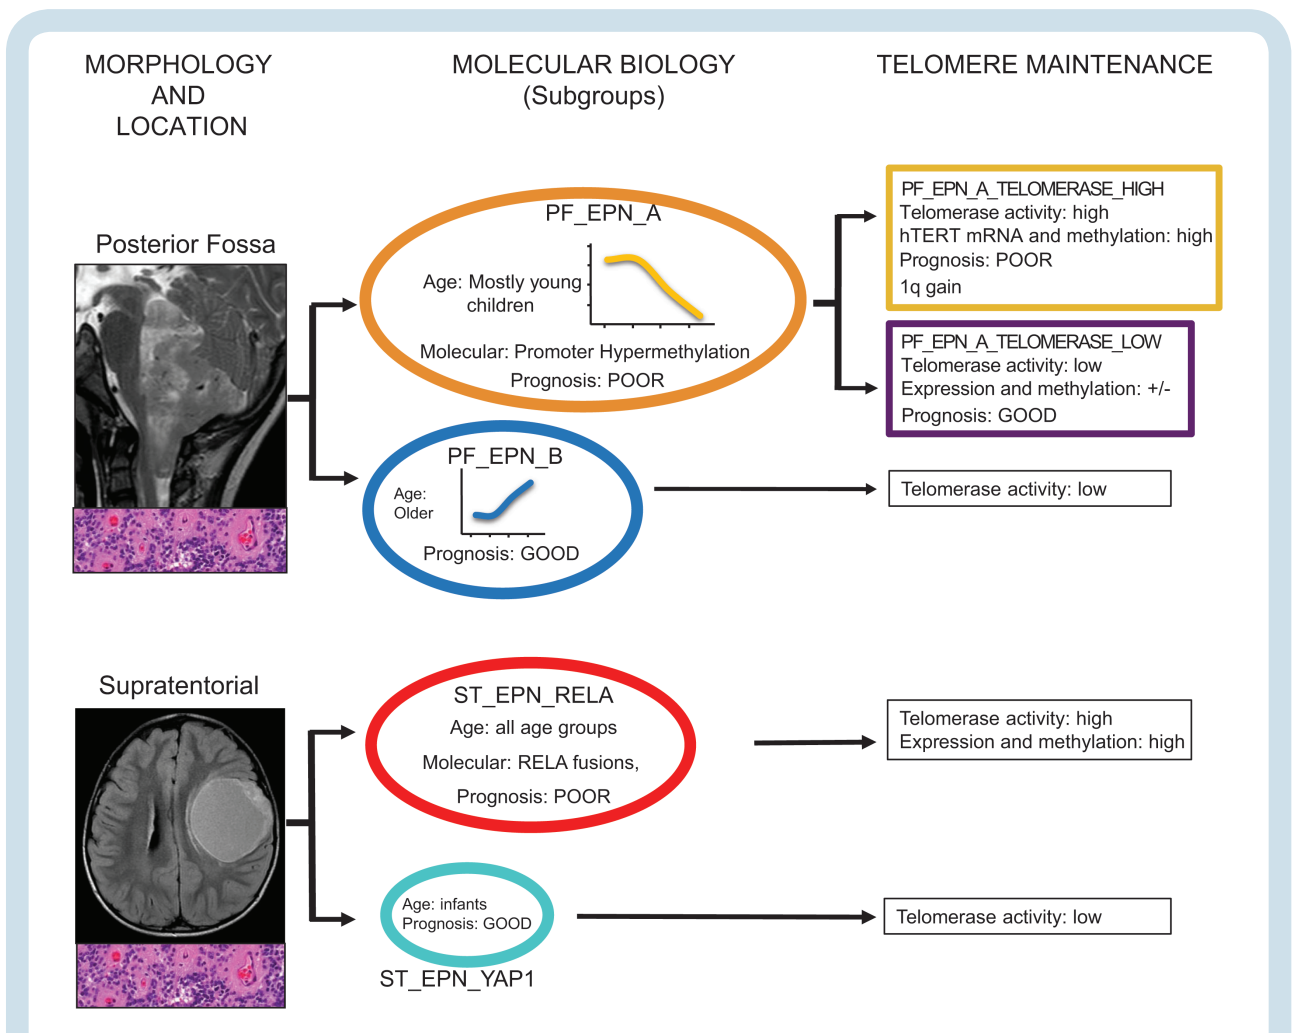 MORPHOLOGY
AND
LOCATION
MOLECULAR BIOLOGY
(Subgroups)
TELOMERE MAINTENANCE
Posterior Fossa
PF_EPN_A
Age: Mostly young
children
Molecular: Promoter Hypermethylation
Prognosis: POOR
PF_EPN_A_TELOMERASE_HIGH
Telomerase activity: high
hTERT mRNA and methylation: high
Prognosis: POOR
1q gain
PF_EPN_A_TELOMERASE_LOW
Telomerase activity: low
Expression and methylation: +/-
Prognosis: GOOD
PF_EPN_B
Age:
Older
Prognosis: GOOD
Telomerase activity: low
Supratentorial
ST_EPN_RELA
Age: all age groups
Molecular: RELA fusions,
Prognosis: POOR
Telomerase activity: high
Expression and methylation: high
Age: infants
Prognosis: GOOD
ST_EPN_YAP1
Telomerase activity: low